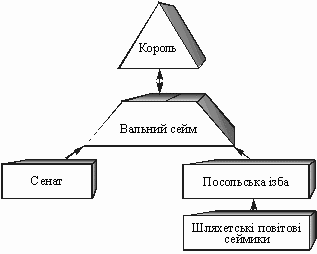 Король
Вальний сейм
Сенат
Посольська ізба
Шляхетські повітові
сеймики